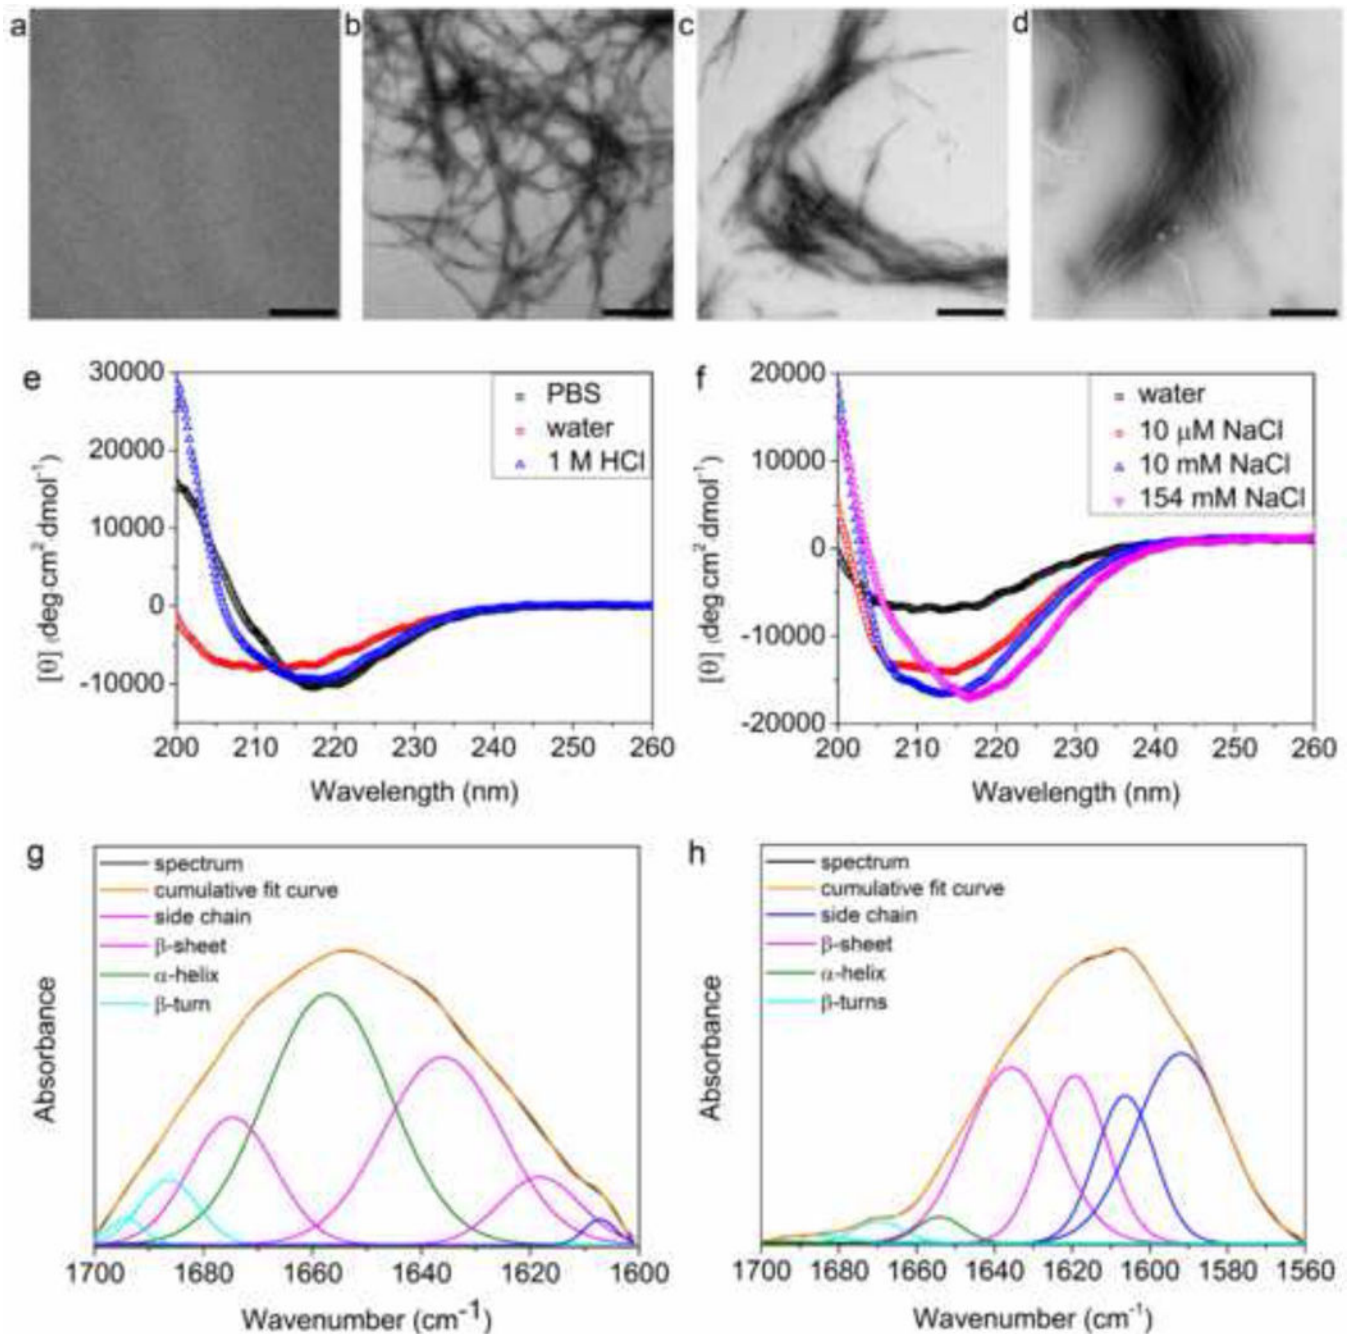 a b c d
e
30000
20000
10000
0
-10000
[θ] (deg·cm²·dmol⁻¹)
PBS
water
1 M HCl
200 210 220 230 240 250 260
Wavelength (nm)
f
20000
10000
0
-10000
-20000
[θ] (deg·cm²·dmol⁻¹)
water
10 μM NaCl
10 mM NaCl
154 mM NaCl
200 210 220 230 240 250 260
Wavelength (nm)
g
spectrum
cumulative fit curve
side chain
β-sheet
α-helix
β-turn
Absorbance
1700 1680 1660 1640 1620 1600
Wavenumber (cm⁻¹)
h
spectrum
cumulative fit curve
side chain
β-sheet
α-helix
β-turns
Absorbance
1700 1680 1660 1640 1620 1600 1580 1560
Wavenumber (cm⁻¹)